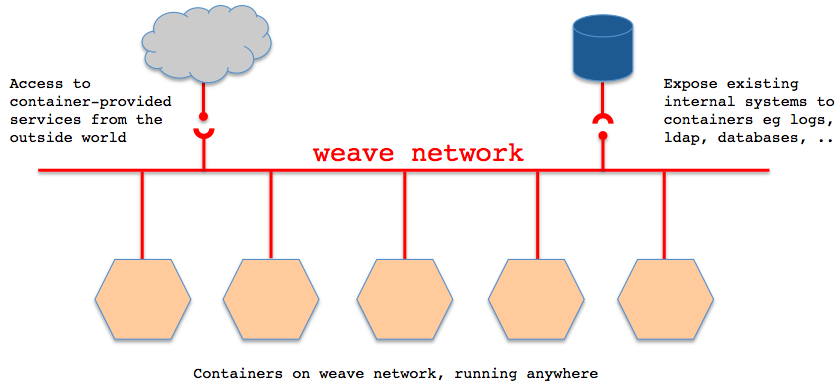 Access to
container-provided
services from the
outside world
Expose existing
internal systems to
containers eg logs,
ldap, databases, ..
weave network
Containers on weave network, running anywhere